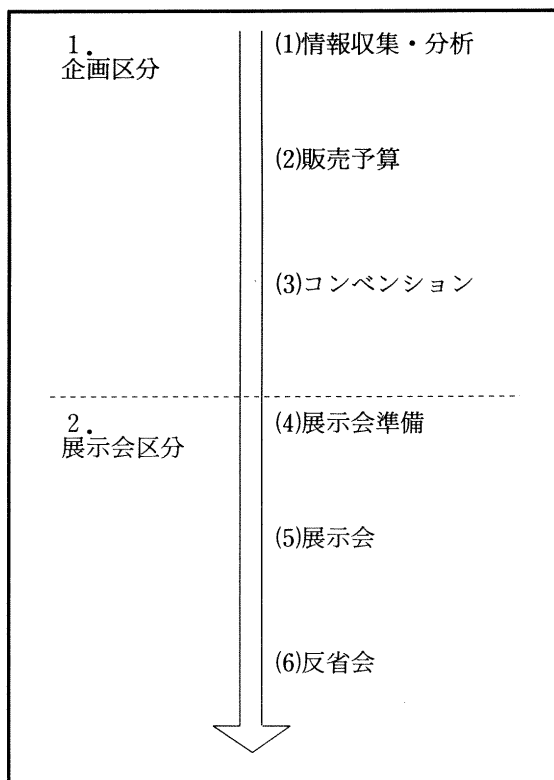 1.
企画区分
(1)情報収集・分析
(2)販売予算
(3)コンベンション
2.
展示会区分
(4)展示会準備
(5)展示会
(6)反省会